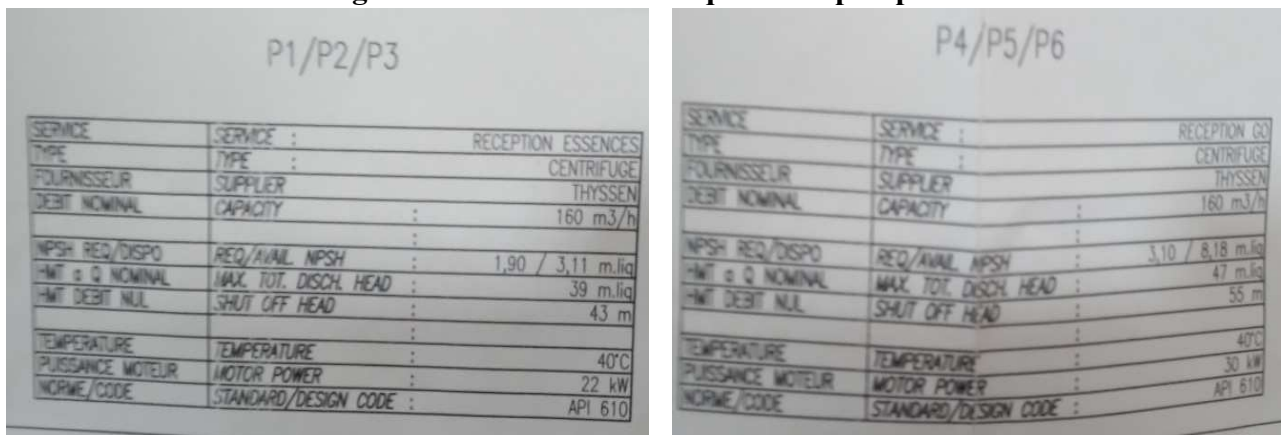 P1/P2/P3
SERVICE SERVICE : RECEPTION ESSENCES
TYPE TYPE : CENTRIFUGE
FOURNISSEUR SUPPLIER THYSSEN
DEBIT NOMINAL CAPACITY : 160 m3/h
:
NPSH REQ/DISPO REQ/AVAIL. NPSH : 1,90 / 3,11 m.liq
HMT a Q NOMINAL MAX. TOT. DISCH. HEAD : 39 m.liq
HMT DEBIT NUL SHUT OFF HEAD : 43 m
:
TEMPERATURE TEMPERATURE : 40°C
PUISSANCE MOTEUR MOTOR POWER : 22 kW
NORME/CODE STANDARD/DESIGN CODE : API 610
P4/P5/P6
SERVICE SERVICE : RECEPTION GO
TYPE TYPE : CENTRIFUGE
FOURNISSEUR SUPPLIER THYSSEN
DEBIT NOMINAL CAPACITY : 160 m3/h
:
NPSH REQ/DISPO REQ/AVAIL. NPSH : 3,10 / 8,18 m.liq
HMT a Q NOMINAL MAX. TOT. DISCH. HEAD : 47 m.liq
HMT DEBIT NUL SHUT OFF HEAD : 55 m
:
TEMPERATURE TEMPERATURE : 40°C
PUISSANCE MOTEUR MOTOR POWER : 30 kW
NORME/CODE STANDARD/DESIGN CODE : API 610